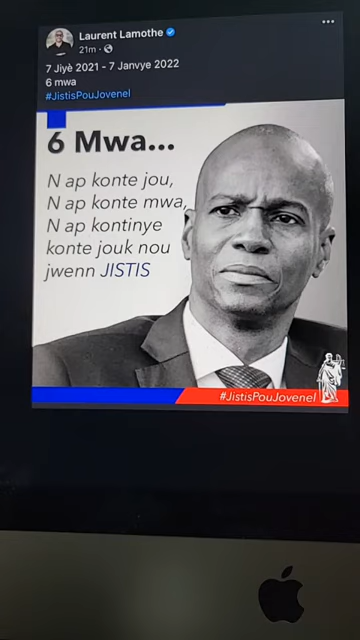 Laurent Lamothe
21m
7 Jiyè 2021 - 7 Janvye 2022
6 mwa
#JistisPouJovenel
6 Mwa...
N ap konte jou,
N ap konte mwa,
N ap kontinye
konte jouk nou
jwenn JISTIS
#JistisPouJovenel